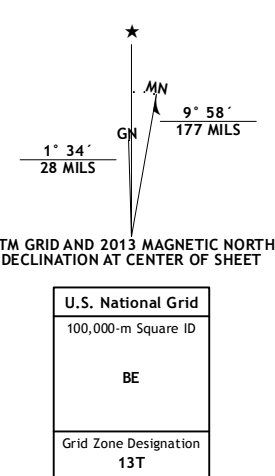 MN
GN
9° 58´
177 MILS
1° 34´
28 MILS
TM GRID AND 2013 MAGNETIC NORTH
DECLINATION AT CENTER OF SHEET
U.S. National Grid
100,000-m Square ID
BE
Grid Zone Designation
13T